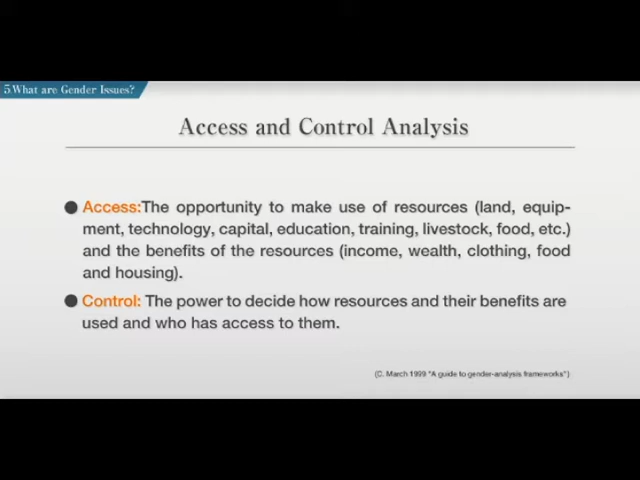 5.What are Gender Issues?
Access and Control Analysis
● Access:The opportunity to make use of resources (land, equip-
ment, technology, capital, education, training, livestock, food, etc.)
and the benefits of the resources (income, wealth, clothing, food
and housing).
● Control: The power to decide how resources and their benefits are
used and who has access to them.
(C. March 1999 "A guide to gender-analysis frameworks")